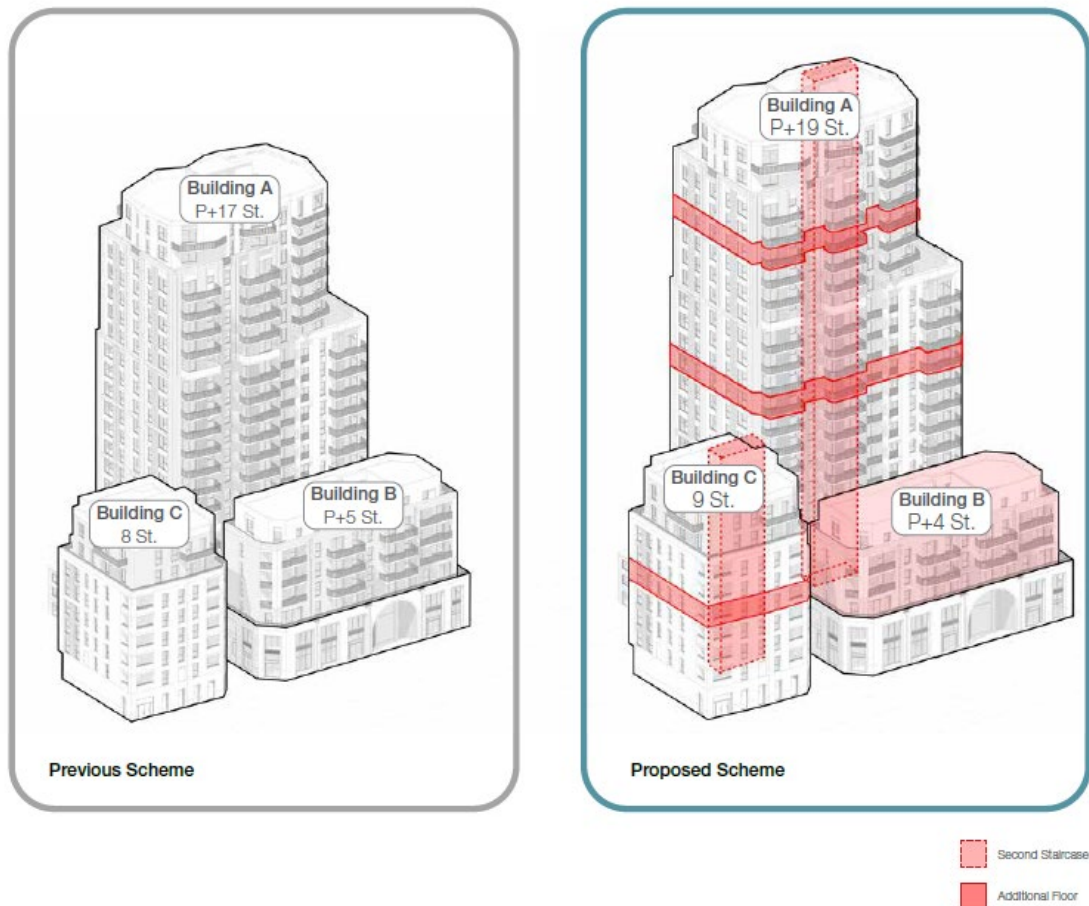 Building A
P+17 St.
Building C
8 St.
Building B
P+5 St.
Previous Scheme
Building A
P+19 St.
Building C
9 St.
Building B
P+4 St.
Proposed Scheme
Second Staircase
Additional Floor